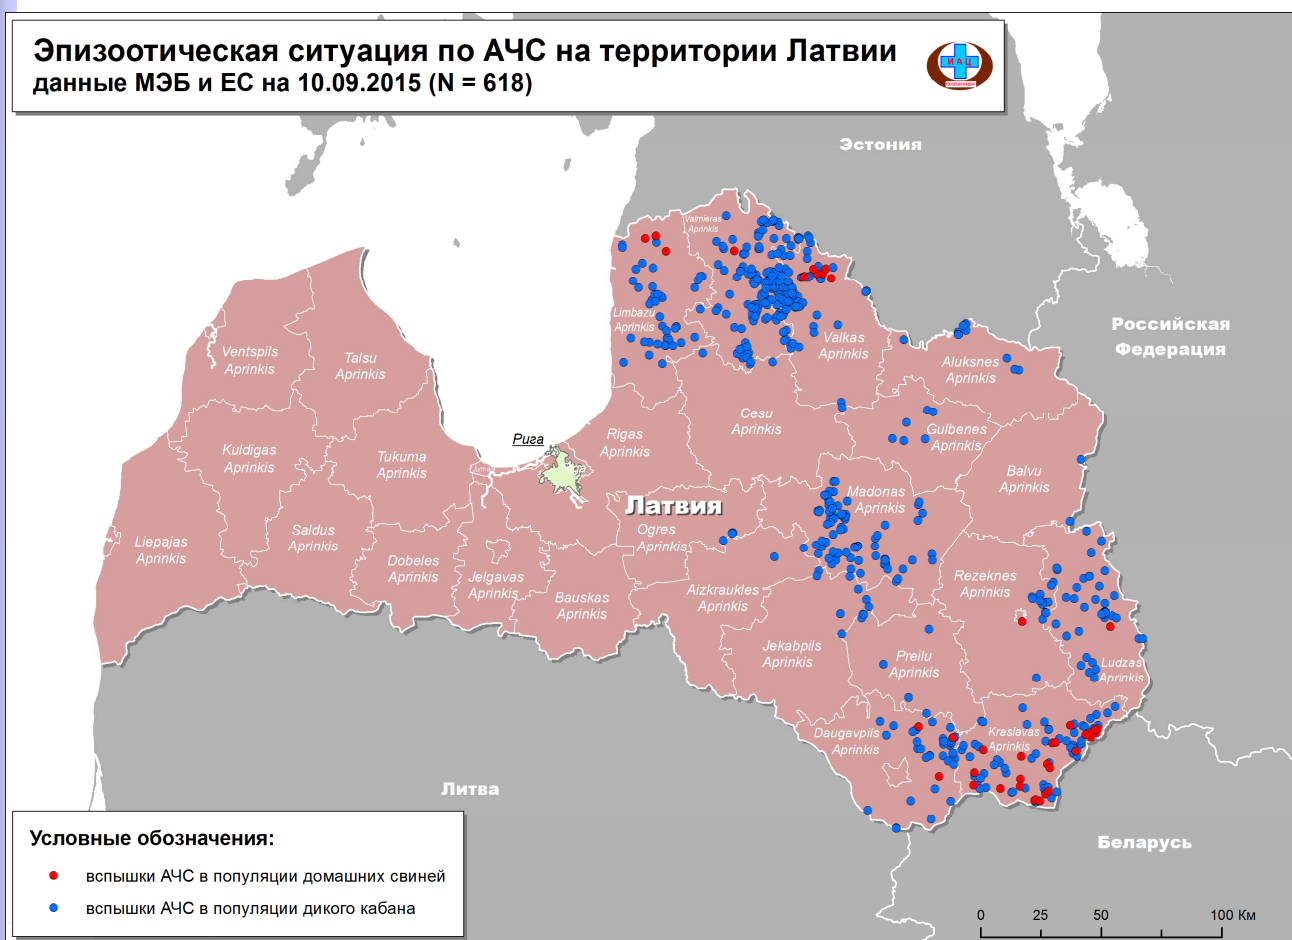 Эпизоотическая ситуация по АЧС на территории Латвии
данные МЭБ и ЕС на 10.09.2015 (N = 618)
И А Ц
Эстония
Valmieras
Aprinkis
Российская
Федерация
Limbazu
Aprinkis
Valkas
Aprinkis
Ventspils
Aprinkis
Talsu
Aprinkis
Aluksnes
Aprinkis
Cesu
Aprinkis
Gulbenes
Aprinkis
Рига
Rigas
Aprinkis
Kuldigas
Aprinkis
Tukuma
Aprinkis
Balvu
Aprinkis
Латвия
Madonas
Aprinkis
Saldus
Aprinkis
Ogres
Aprinkis
Liepajas
Aprinkis
Dobeles
Aprinkis
Jelgavas
Aprinkis
Bauskas
Aprinkis
Aizkraukles
Aprinkis
Rezeknes
Aprinkis
Jekabpils
Aprinkis
Preilu
Aprinkis
Ludzas
Aprinkis
Daugavpils
Aprinkis
Kraslavas
Aprinkis
Литва
Беларусь
Условные обозначения:
вспышки АЧС в популяции домашних свиней
вспышки АЧС в популяции дикого кабана
0 25 50 100 Км